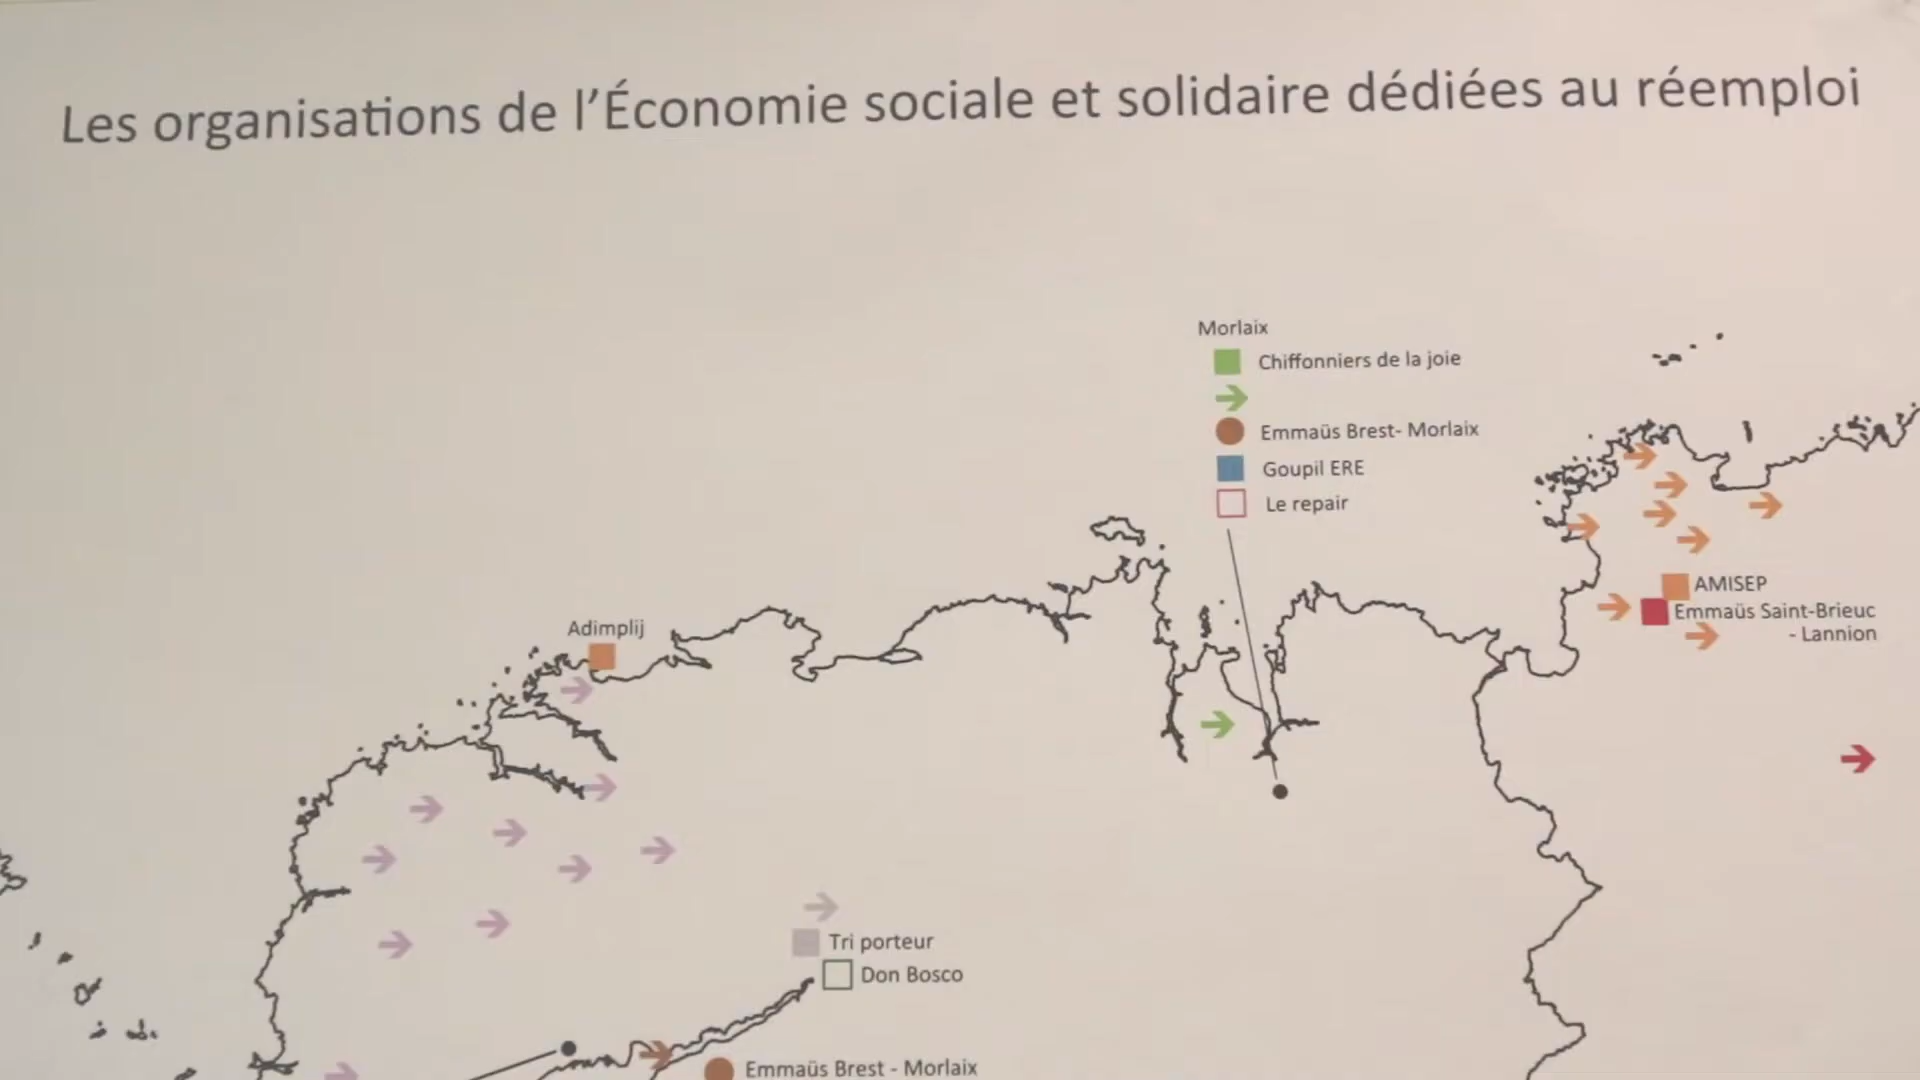 Les organisations de l'Économie sociale et solidaire dédiées au réemploi
Morlaix
Chiffonniers de la joie
Emmaüs Brest- Morlaix
Goupil ERE
Le repair
AMISEP
Emmaüs Saint-Brieuc
- Lannion
Adimplij
Tri porteur
Don Bosco
Emmaüs Brest - Morlaix